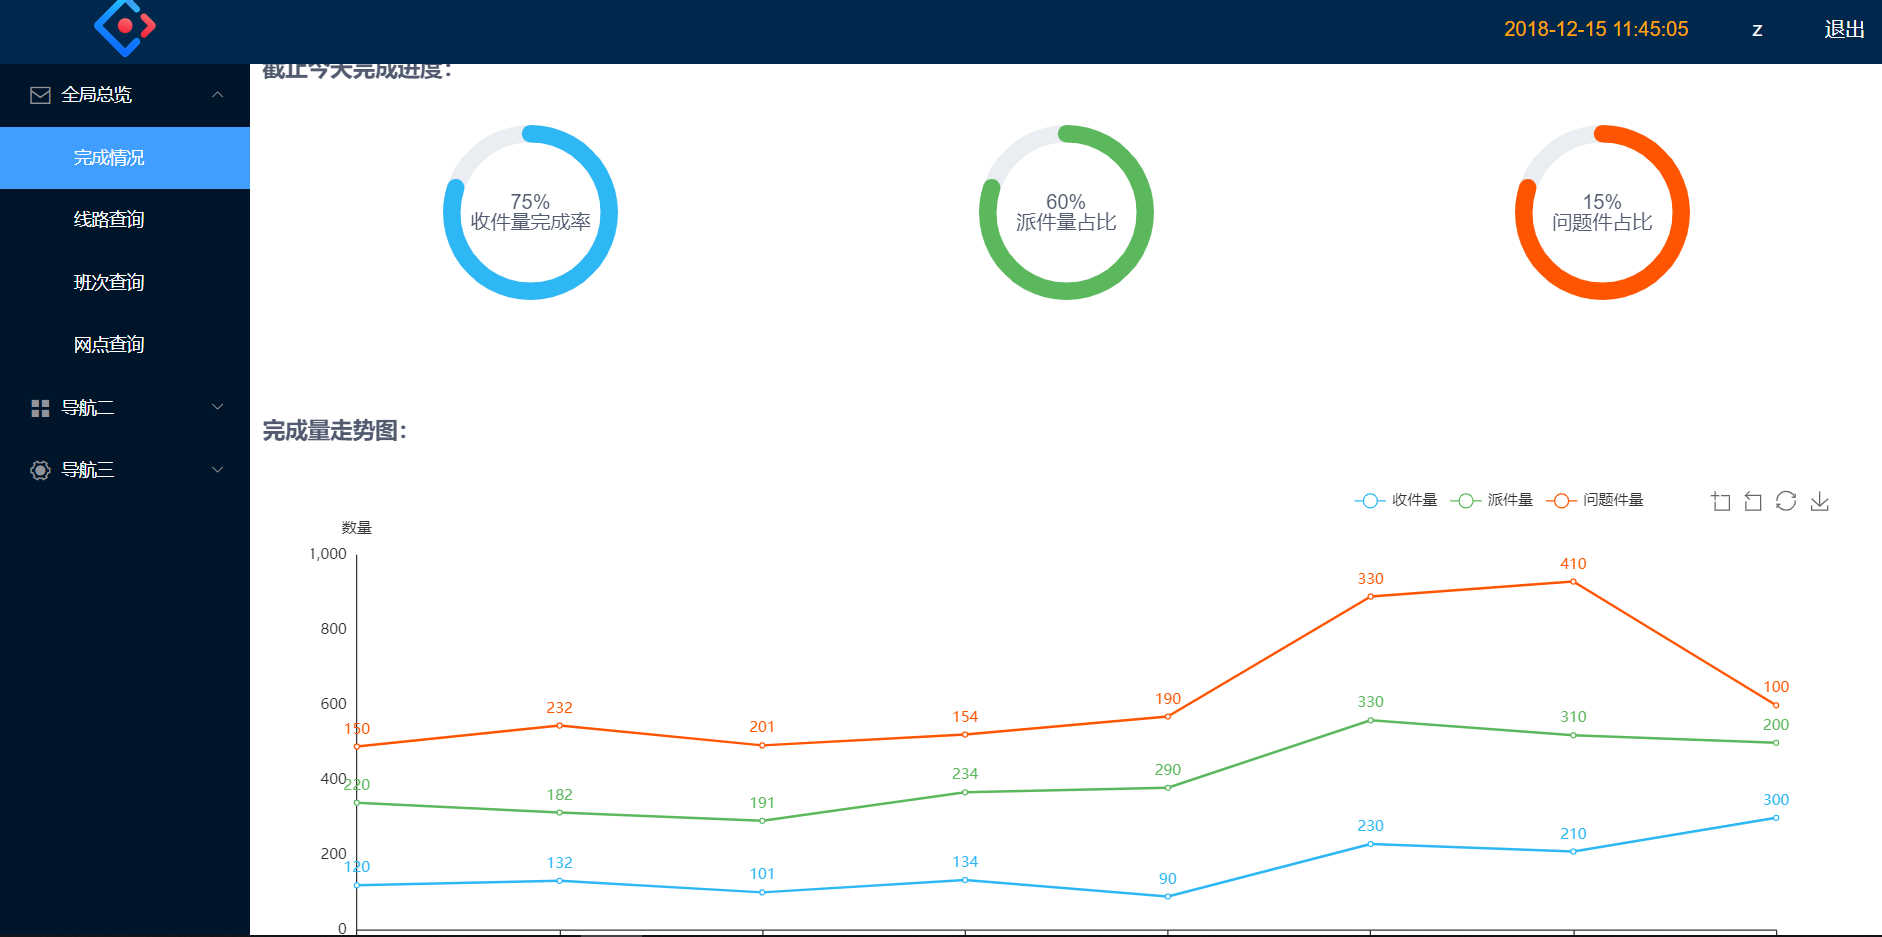 2018-12-15 11:45:05 z 退出
全局总览
完成情况
线路查询
班次查询
网点查询
导航二
导航三
截止今天完成进度：
75%
收件量完成率
60%
派件量占比
15%
问题件占比
完成量走势图：
收件量 派件量 问题件量
数量
1,000
800
600
400
200
0
150 232 201 154 190 330 410 100
220 182 191 234 290 330 310 200
120 132 101 134 90 230 210 300